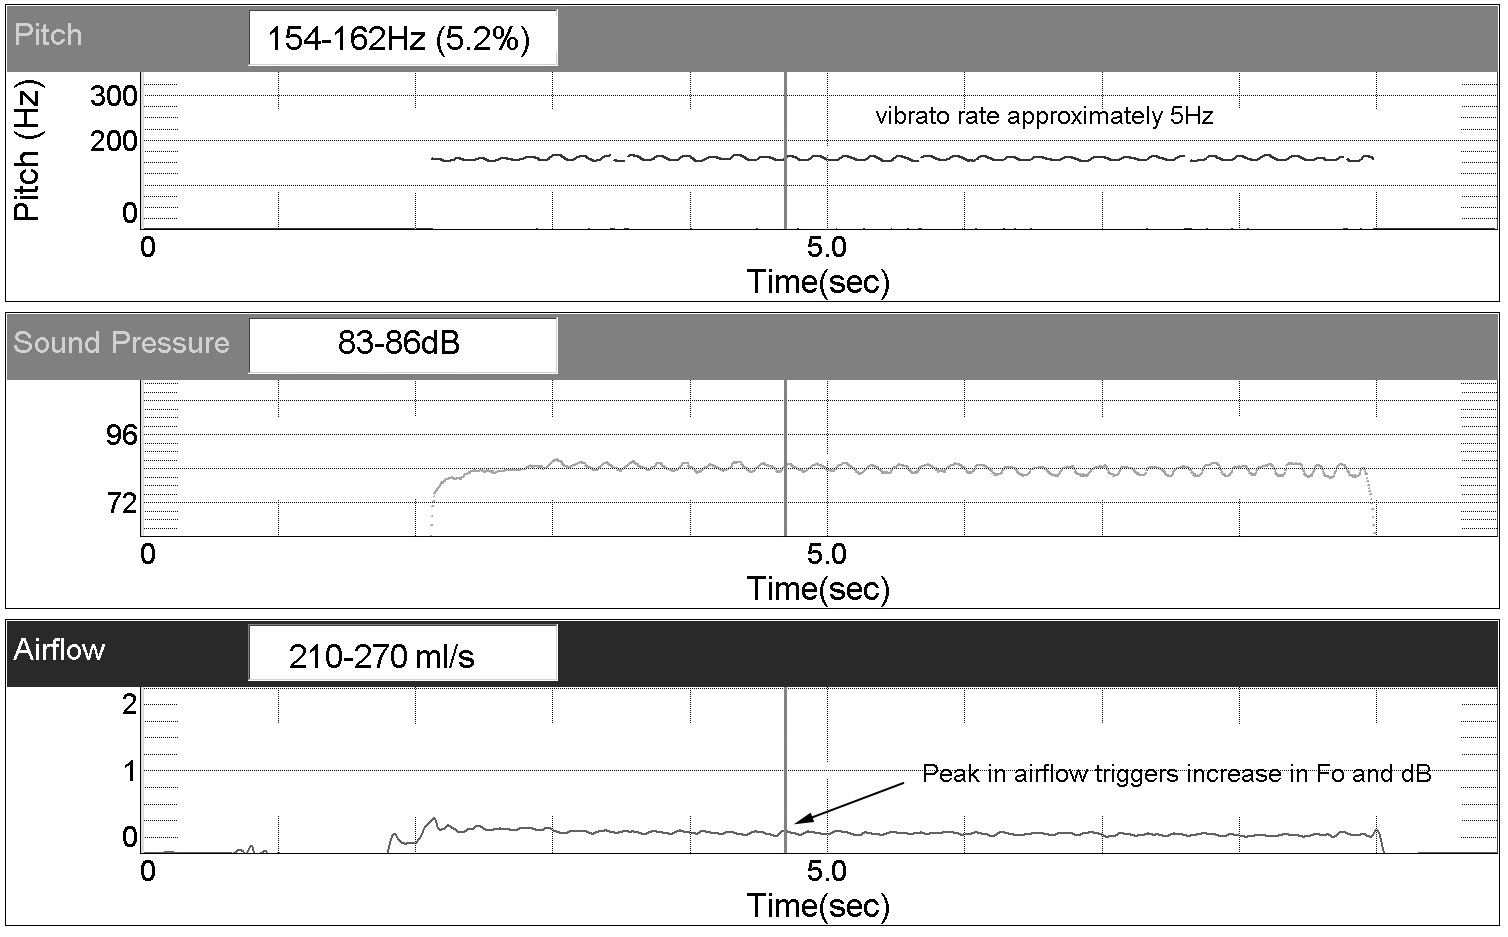 Pitch
154-162Hz (5.2%)
Pitch (Hz)
300
200
0
vibrato rate approximately 5Hz
0
5.0
Time(sec)
Sound Pressure
83-86dB
96
72
0
5.0
Time(sec)
Airflow
210-270 ml/s
2
1
0
Peak in airflow triggers increase in Fo and dB
0
5.0
Time(sec)